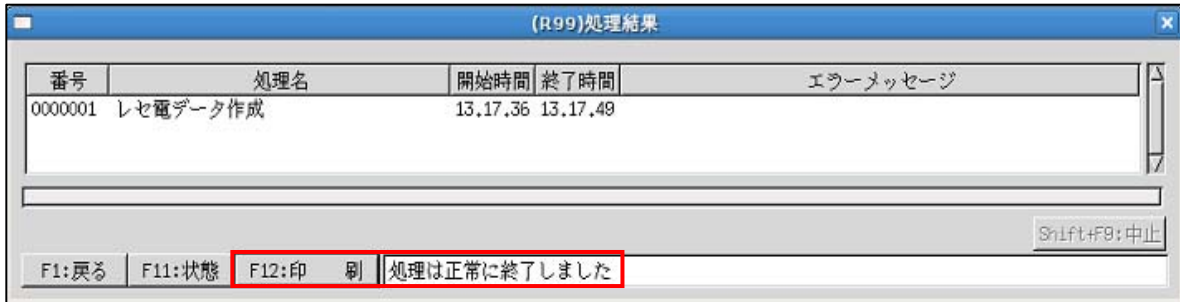 (R99)処理結果
番号 処理名 開始時間 終了時間 エラーメッセージ
0000001 レセ電データ作成 13.17.36 13.17.49
Shift+F9:中止
F1:戻る F11:状態 F12:印 刷 処理は正常に終了しました